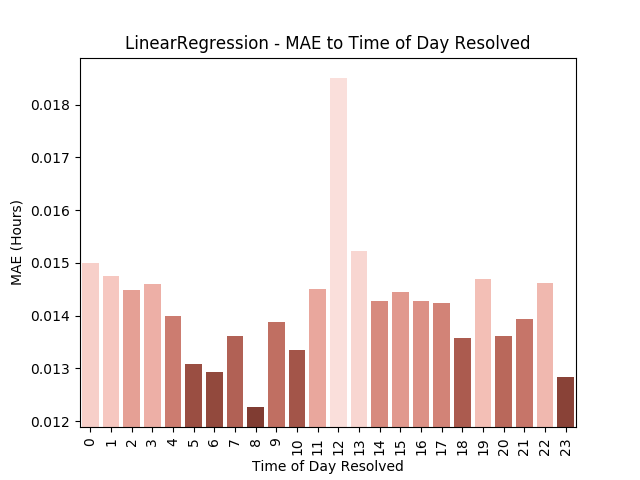 LinearRegression - MAE to Time of Day Resolved
MAE (Hours)
0.018
0.017
0.016
0.015
0.014
0.013
0.012
0 1 2 3 4 5 6 7 8 9 10 11 12 13 14 15 16 17 18 19 20 21 22 23
Time of Day Resolved